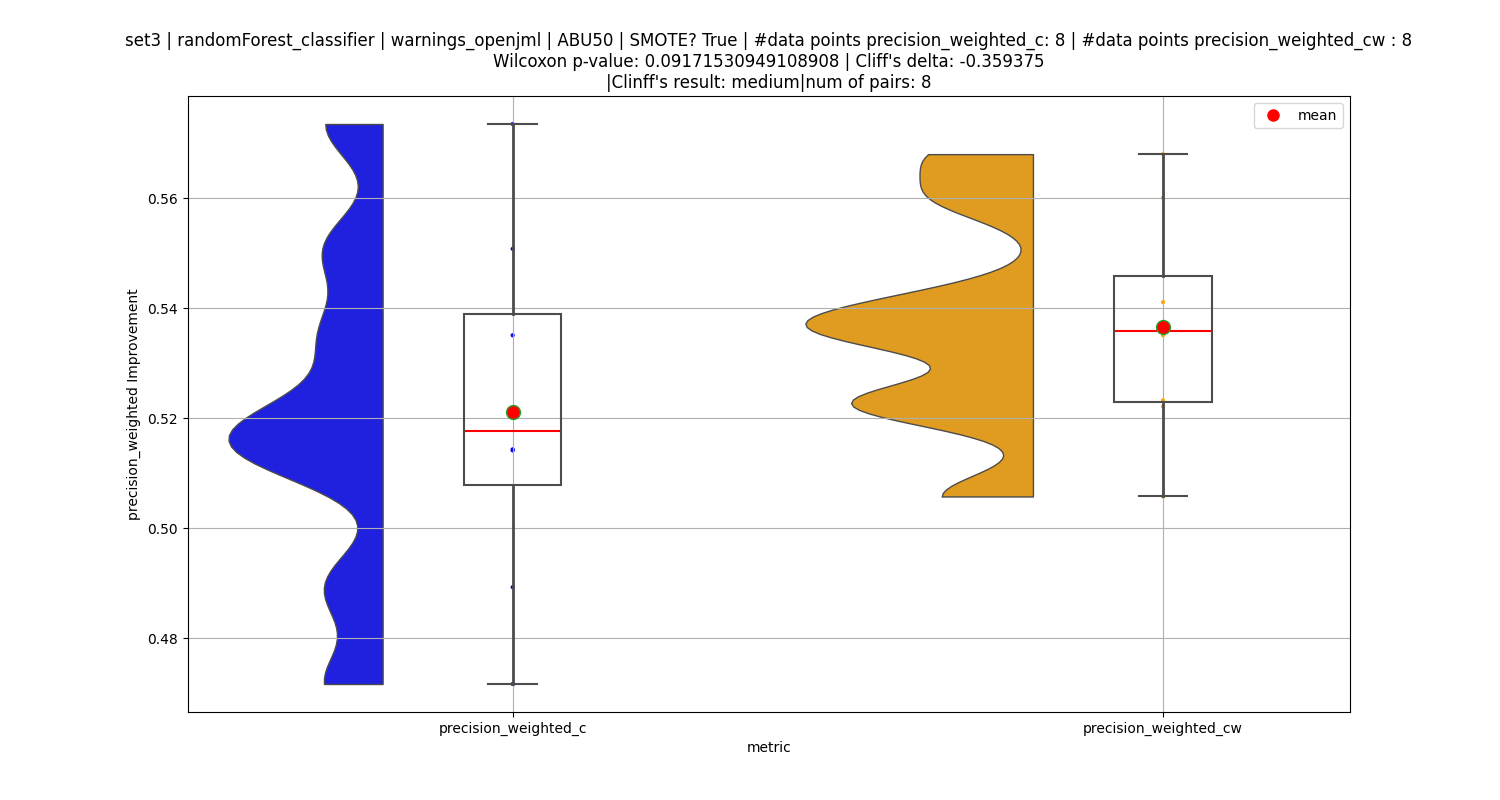 set3 | randomForest_classifier | warnings_openjml | ABU50 | SMOTE? True | #data points precision_weighted_c: 8 | #data points precision_weighted_cw : 8
Wilcoxon p-value: 0.09171530949108908 | Cliff's delta: -0.359375
|Clinff's result: medium|num of pairs: 8
mean
0.56
0.54
0.52
0.50
0.48
precision_weighted Improvement
precision_weighted_c
precision_weighted_cw
metric